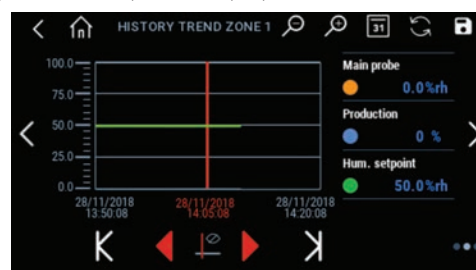 HISTORY TREND ZONE 1
31
100.0
75.0
50.0
25.0
0.0
28/11/2018
13:50:08
28/11/2018
14:05:08
28/11/2018
14:20:08
Main probe
0.0%rh
Production
0 %
Hum. setpoint
50.0%rh